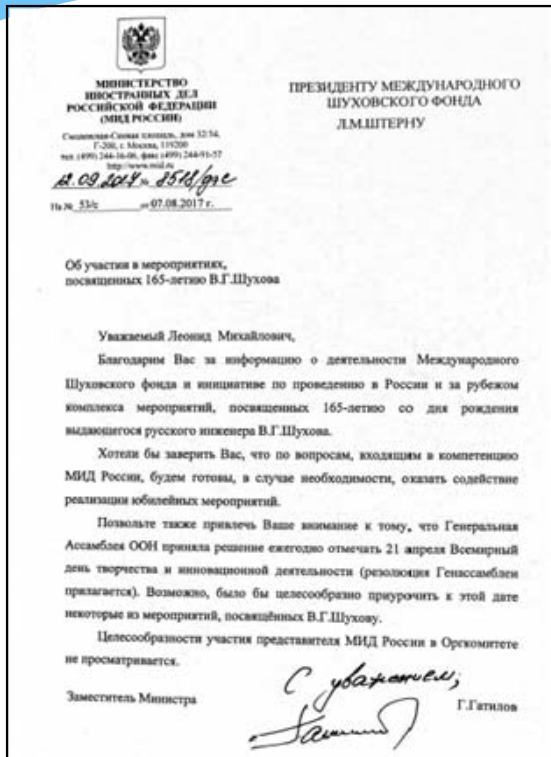 МИНИСТЕРСТВО
ИНОСТРАННЫХ ДЕЛ
РОССИЙСКОЙ ФЕДЕРАЦИИ
(МИД РОССИИ)
Смоленская-Сенная площадь, дом 32/34,
Г-200, г. Москва, 119200
тел. (499) 244-16-06, факс (499) 244-91-57
http://www.mid.ru
12.09.2017 № 8518/дгс
На № 53/с от 07.08.2017 г.
ПРЕЗИДЕНТУ МЕЖДУНАРОДНОГО
ШУХОВСКОГО ФОНДА
Л.М.ШТЕРНУ
Об участии в мероприятиях,
посвященных 165-летию В.Г.Шухова
Уважаемый Леонид Михайлович,
Благодарим Вас за информацию о деятельности Международного
Шуховского фонда и инициативе по проведению в России и за рубежом
комплекса мероприятий, посвященных 165-летию со дня рождения
выдающегося русского инженера В.Г.Шухова.
Хотели бы заверить Вас, что по вопросам, входящим в компетенцию
МИД России, будем готовы, в случае необходимости, оказать содействие
реализации юбилейных мероприятий.
Позвольте также привлечь Ваше внимание к тому, что Генеральная
Ассамблея ООН приняла решение ежегодно отмечать 21 апреля Всемирный
день творчества и инновационной деятельности (резолюция Генассамблеи
прилагается). Возможно, было бы целесообразно приурочить к этой дате
некоторые из мероприятий, посвящённых В.Г.Шухову.
Целесообразности участия представителя МИД России в Оргкомитете
не просматривается.
С уважением,
Заместитель Министра
Г.Гатилов